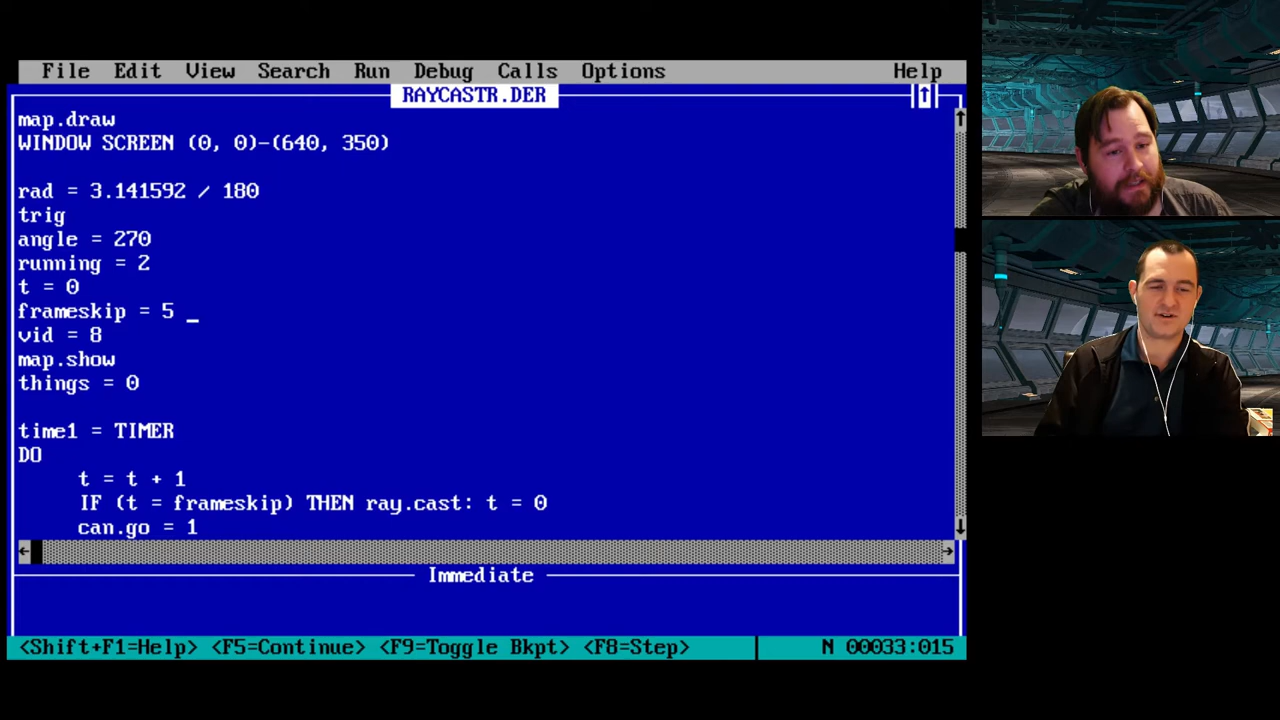 File Edit View Search Run Debug Calls Options Help
RAYCASTR.DER
map.draw
WINDOW SCREEN (0, 0)-(640, 350)
rad = 3.141592 / 180
trig
angle = 270
running = 2
t = 0
frameskip = 5 _
vid = 8
map.show
things = 0
time1 = TIMER
DO
t = t + 1
IF (t = frameskip) THEN ray.cast: t = 0
can.go = 1
Immediate
<Shift+F1=Help> <F5=Continue> <F9=Toggle Bkpt> <F8=Step> N 00033:015